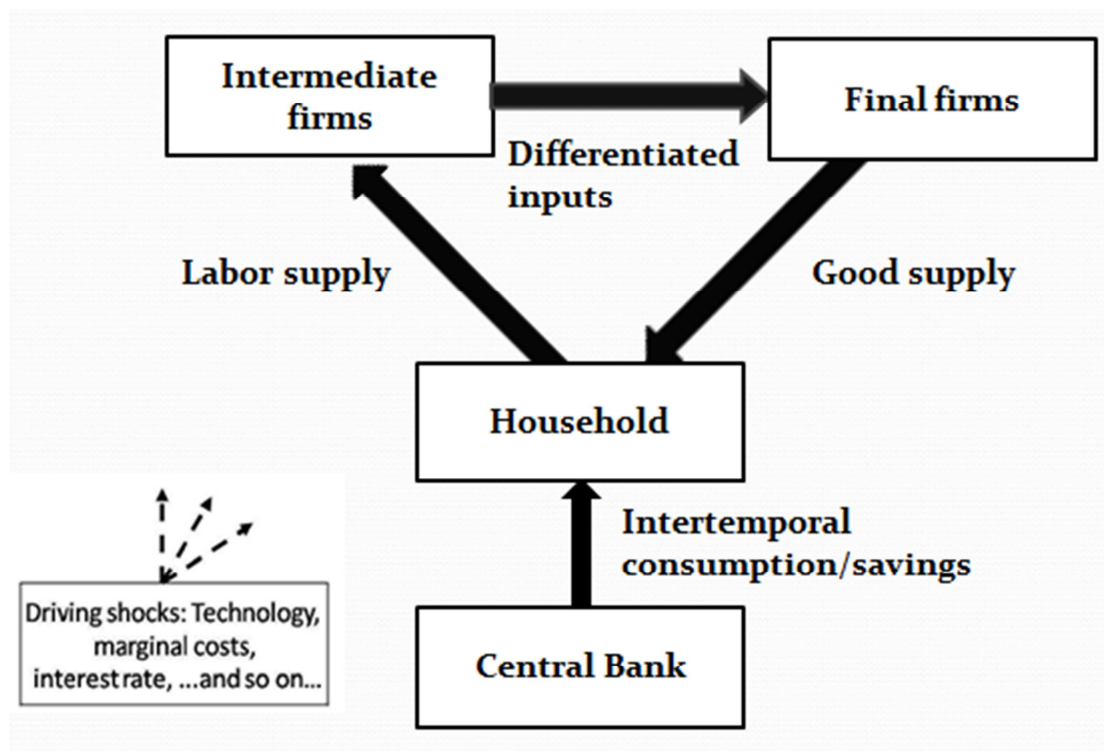 Intermediate
firms
Final firms
Differentiated
inputs
Labor supply
Good supply
Household
Intertemporal
consumption/savings
Driving shocks: Technology,
marginal costs,
interest rate, ...and so on...
Central Bank